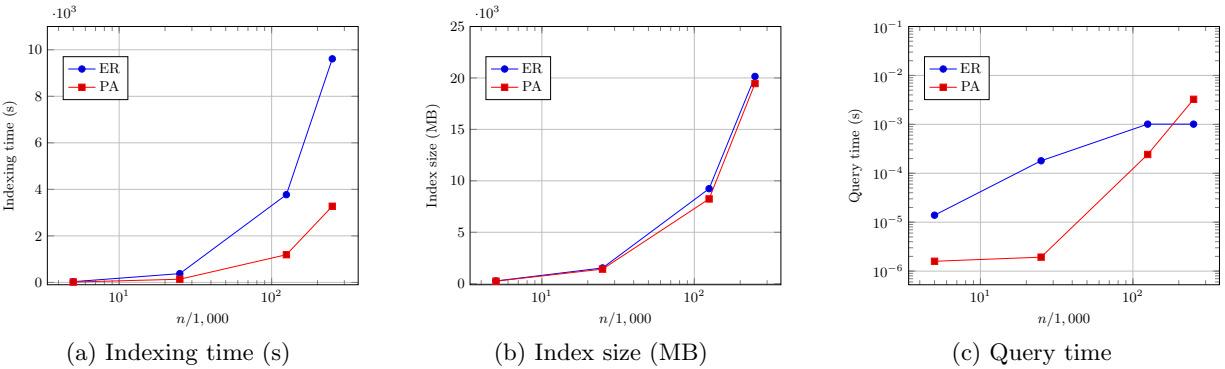 ·10³
10
8
6
4
2
0
Indexing time (s)
ER
PA
10¹
10²
n/1,000
(a) Indexing time (s)
·10³
25
20
15
10
5
0
Index size (MB)
ER
PA
10¹
10²
n/1,000
(b) Index size (MB)
10⁻¹
10⁻²
10⁻³
10⁻⁴
10⁻⁵
10⁻⁶
Query time (s)
ER
PA
10¹
10²
n/1,000
(c) Query time